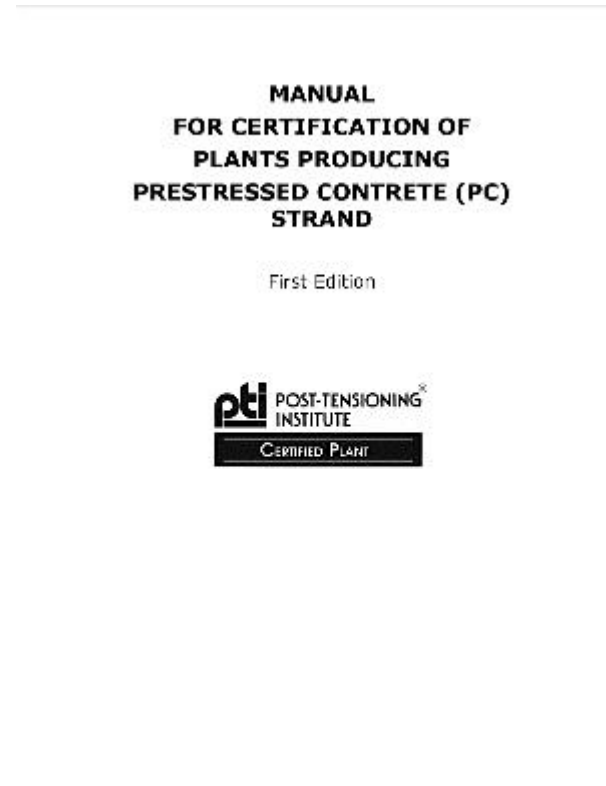 MANUAL
FOR CERTIFICATION OF
PLANTS PRODUCING
PRESTRESSED CONTRETE (PC)
STRAND
First Edition
pti POST-TENSIONING®
INSTITUTE
CERTIFIED PLANT